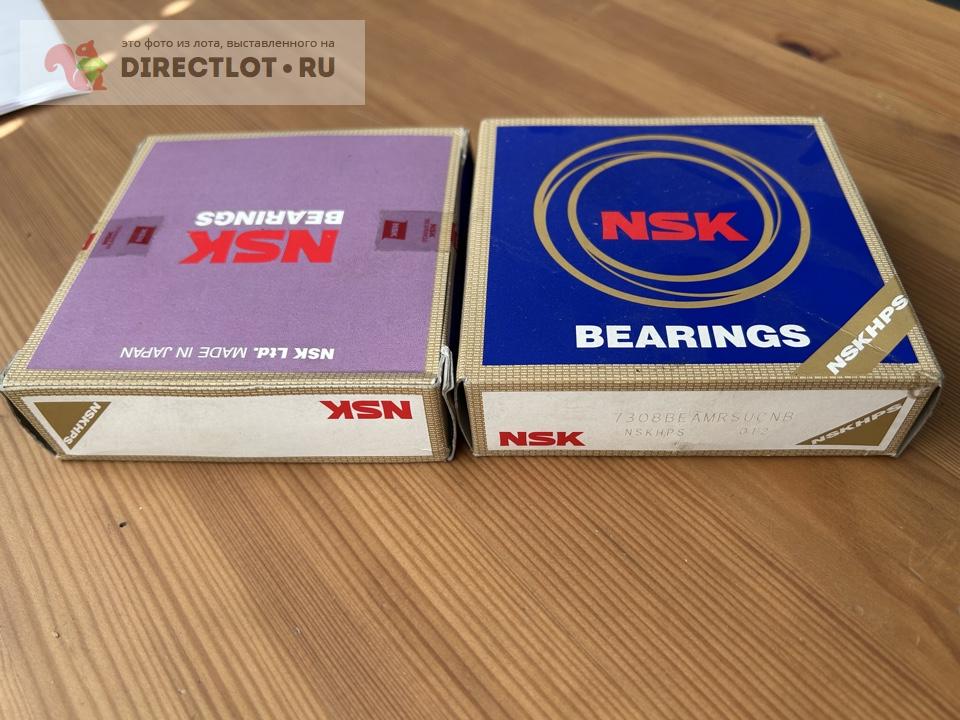 это фото из лота, выставленного на
DIRECTLOT•RU
NSK
BEARINGS
NSK Ltd. MADE IN JAPAN
NSK
NSKHPS
NSK
BEARINGS
NSKHPS
7308BEAMRSUCNB
NSKHPS 012
NSK
NSKHPS